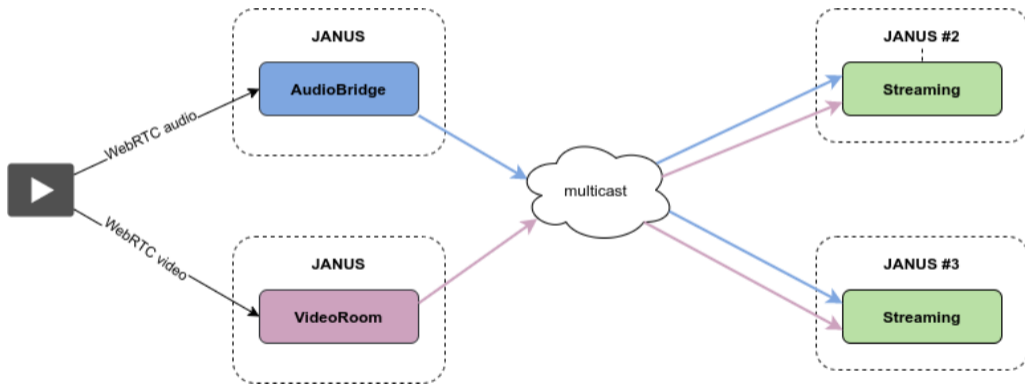 JANUS
AudioBridge
WebRTC audio
WebRTC video
JANUS
VideoRoom
multicast
JANUS #2
Streaming
JANUS #3
Streaming